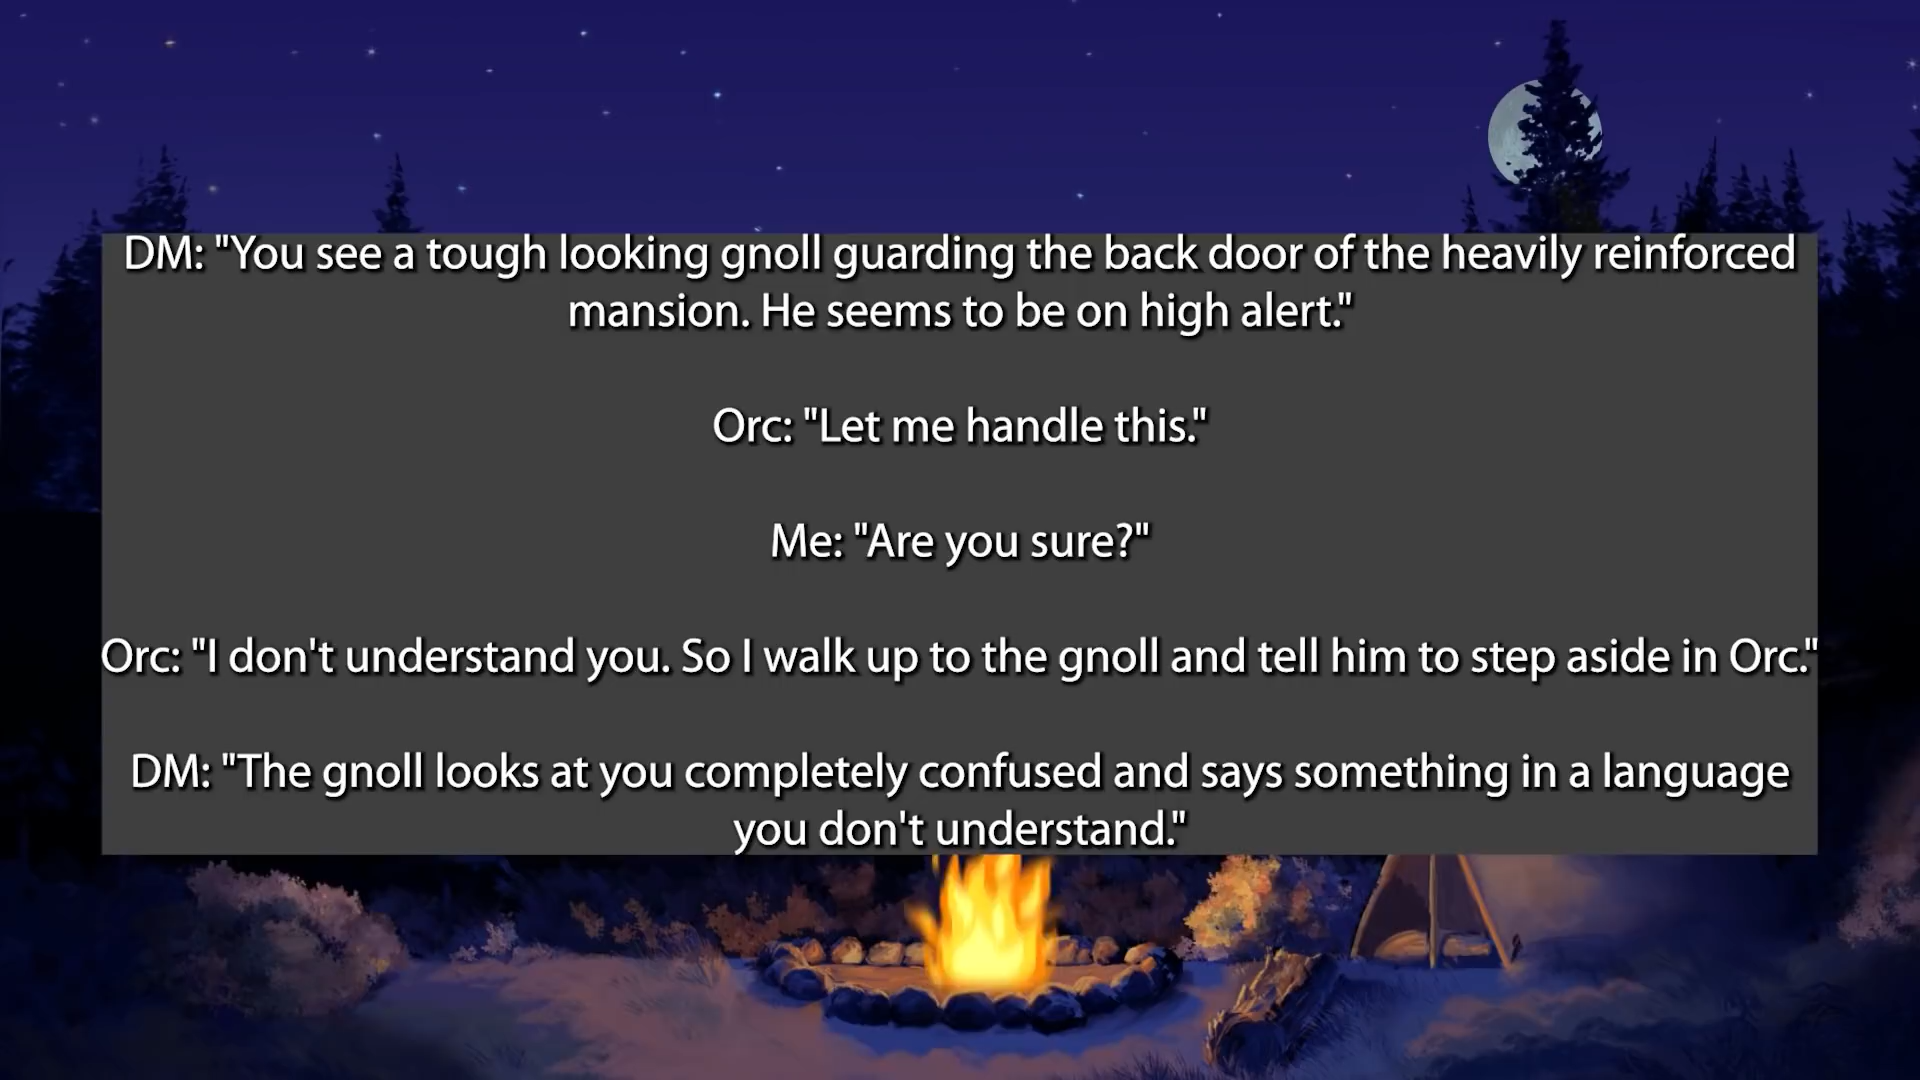 DM: "You see a tough looking gnoll guarding the back door of the heavily reinforced
mansion. He seems to be on high alert."
Orc: "Let me handle this."
Me: "Are you sure?"
Orc: "I don't understand you. So I walk up to the gnoll and tell him to step aside in Orc."
DM: "The gnoll looks at you completely confused and says something in a language
you don't understand."